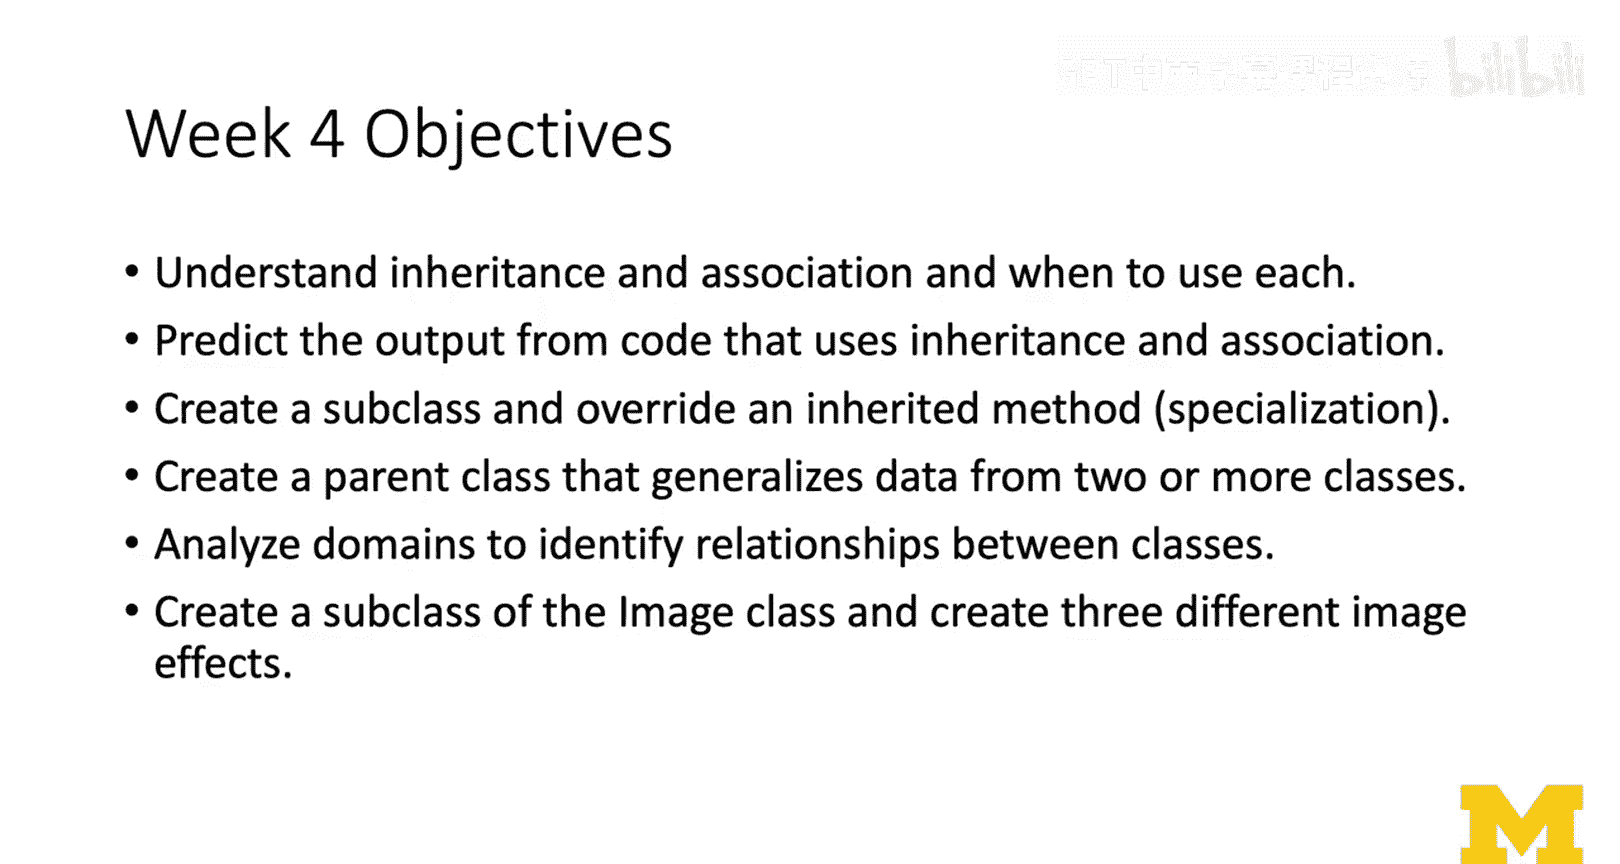 bilibili
Week 4 Objectives
• Understand inheritance and association and when to use each.
• Predict the output from code that uses inheritance and association.
• Create a subclass and override an inherited method (specialization).
• Create a parent class that generalizes data from two or more classes.
• Analyze domains to identify relationships between classes.
• Create a subclass of the Image class and create three different image
effects.
M